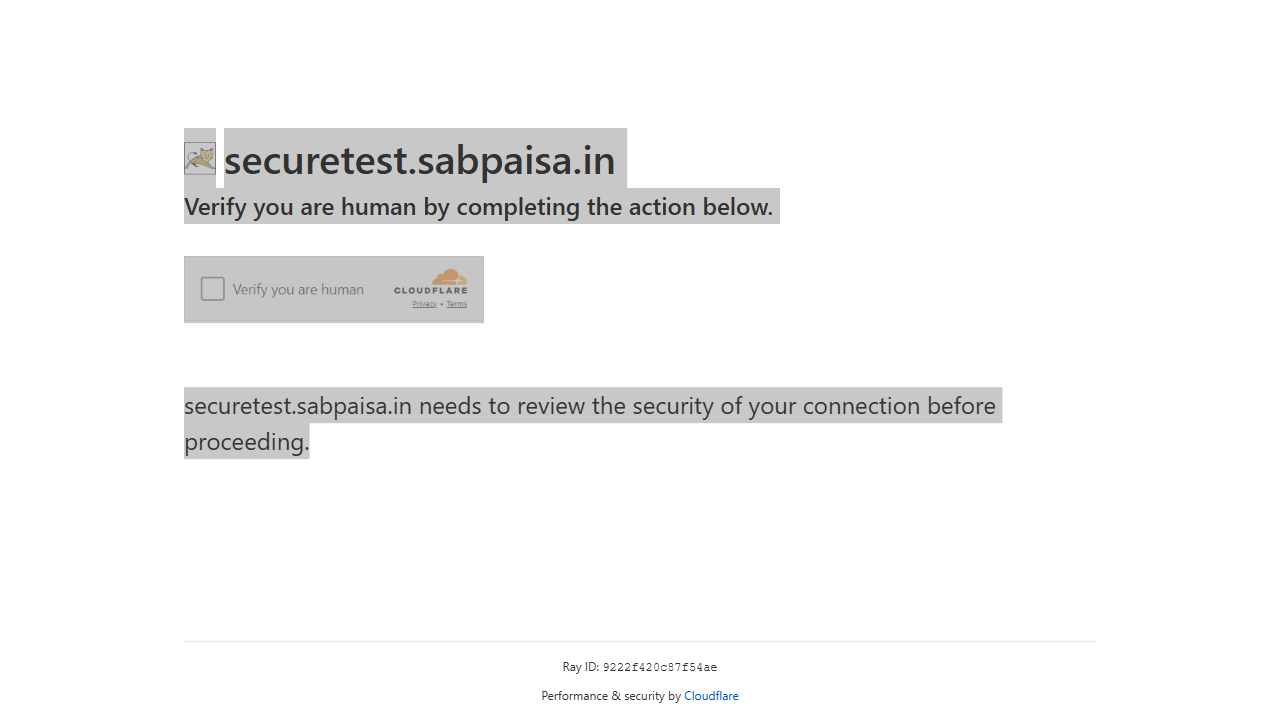 securetest.sabpaisa.in
Verify you are human by completing the action below.
Verify you are human
CLOUDFLARE
Privacy • Terms
securetest.sabpaisa.in needs to review the security of your connection before
proceeding.
Ray ID: 9222f420c87f54ae
Performance & security by Cloudflare